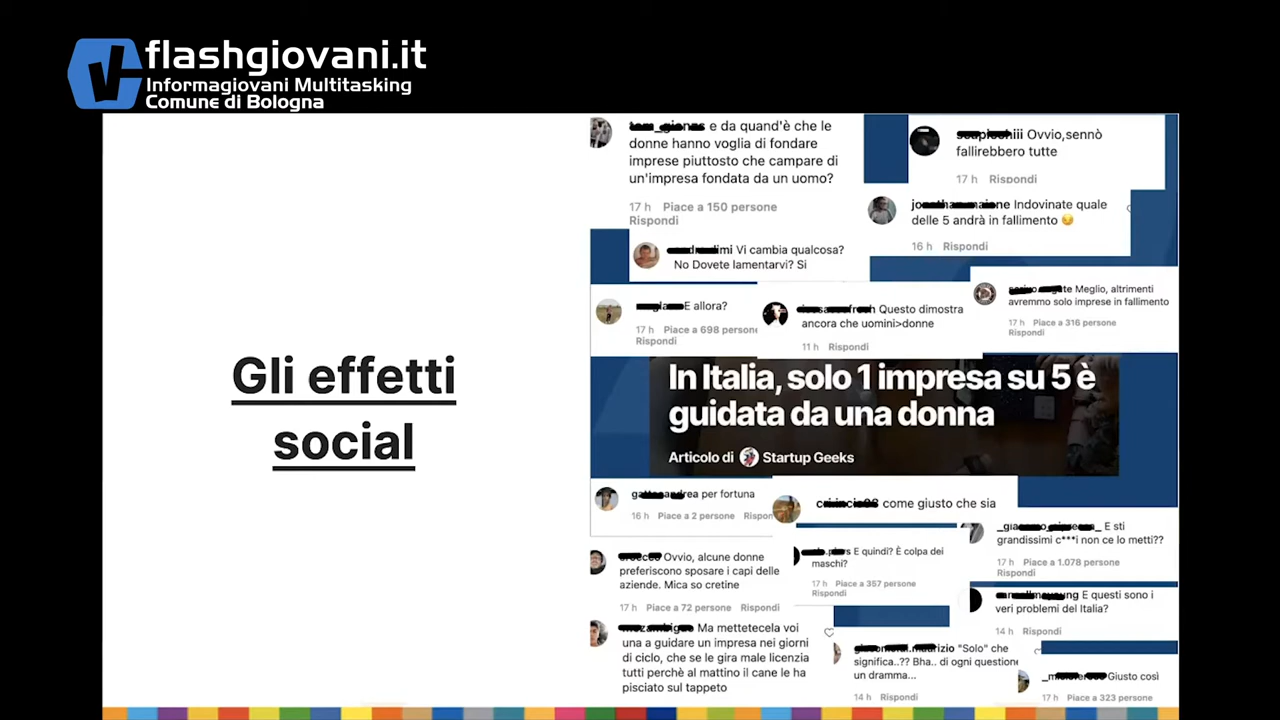 flashgiovani.it
Informagiovani Multitasking
Comune di Bologna
Gli effetti
social
e da quand'è che le
donne hanno voglia di fondare
imprese piuttosto che campare di
un'impresa fondata da un uomo?
17 h Piace a 150 persone
Rispondi
Ovvio,sennò
fallirebbero tutte
17 h Rispondi
Indovinate quale
delle 5 andrà in fallimento 😏
16 h Rispondi
Vi cambia qualcosa?
No Dovete lamentarvi? Si
E allora?
17 h Piace a 698 persone
Rispondi
Questo dimostra
ancora che uomini>donne
11 h Rispondi
Meglio, altrimenti
avremmo solo imprese in fallimento
17 h Piace a 316 persone
Rispondi
In Italia, solo 1 impresa su 5 è
guidata da una donna
Articolo di Startup Geeks
per fortuna
16 h Piace a 2 persone Rispon
come giusto che sia
E sti
grandissimi c***i non ce lo metti??
17 h Piace a 1.078 persone
Rispondi
Ovvio, alcune donne
preferiscono sposare i capi delle
aziende. Mica so cretine
17 h Piace a 72 persone Rispondi
E quindi? È colpa dei
maschi?
17 h Piace a 357 persone
Rispondi
E questi sono i
veri problemi del Italia?
14 h Rispondi
Ma mettetecela voi
una a guidare un impresa nei giorni
di ciclo, che se le gira male licenzia
tutti perchè al mattino il cane le ha
pisciato sul tappeto
"Solo" che
significa..?? Bha.. di ogni questione
un dramma...
14 h Rispondi
Giusto così
17 h Piace a 323 persone